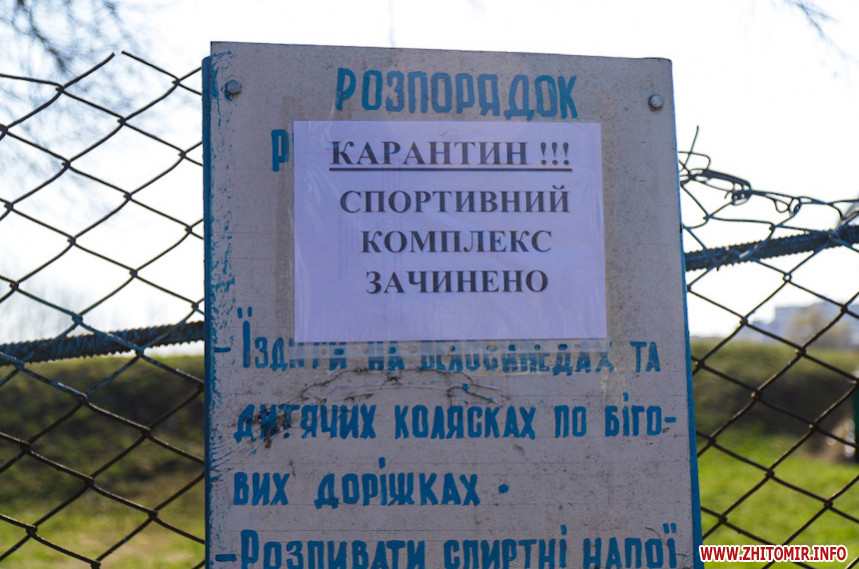 РОЗПОРЯДОК
КАРАНТИН !!!
СПОРТИВНИЙ
КОМПЛЕКС
ЗАЧИНЕНО
-Їздити на велосипедах та
дитячих колясках по біго-
вих доріжках.
-Розпивати спиртні напої
WWW.ZHITOMIR.INFO